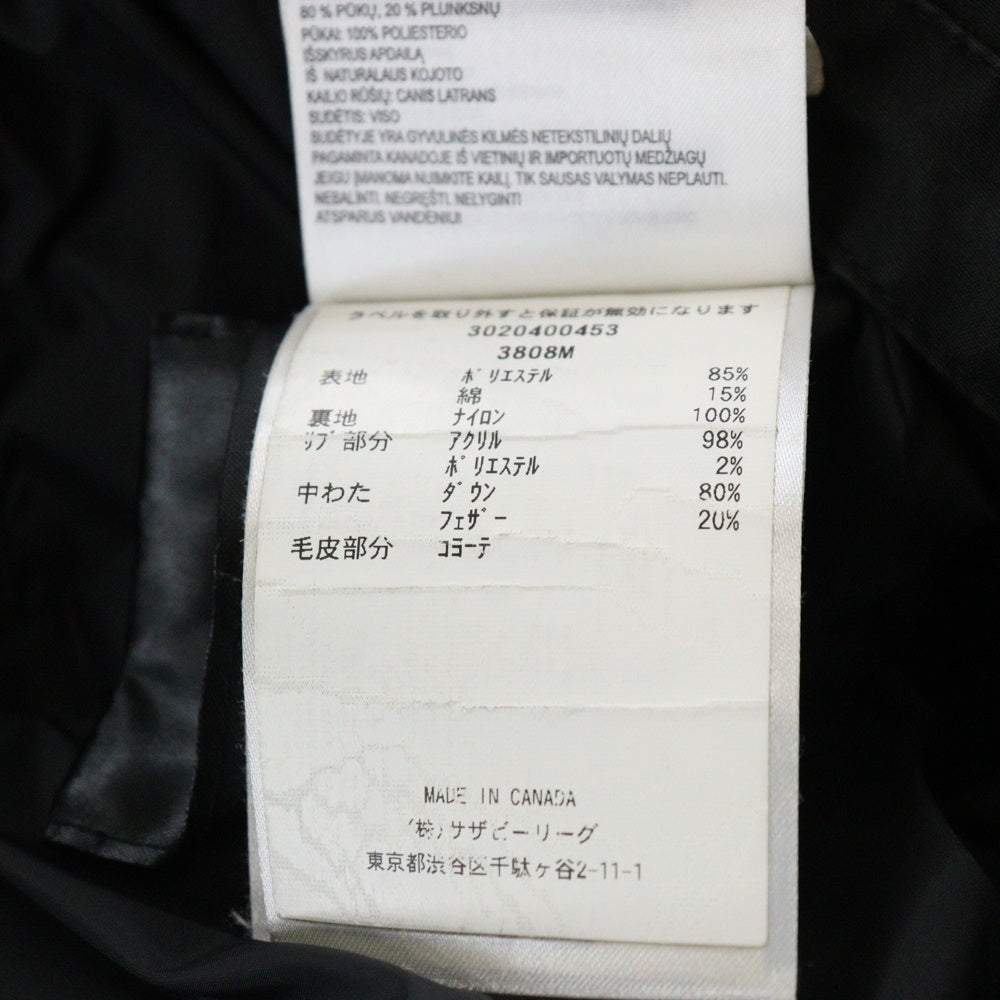 80 % PŪKŲ, 20 % PLUNKSNŲ
PŪKAI: 100% POLIESTERIO
IŠSKYRUS APDAILĄ
IŠ NATURALAUS KOJOTO
KAILIO RŪŠIŲ: CANIS LATRANS
SUDĖTIS: VISO
SUDĖTYJE YRA GYVULINĖS KILMĖS NETEKSTILINIŲ DALIŲ
PAGAMINTA KANADOJE IŠ VIETINIŲ IR IMPORTUOTŲ MEDŽIAGŲ
JEIGU ĮMANOMA NUIMKITE KAILĮ, TIK SAUSAS VALYMAS NEPLAUTI.
NEBALINTI, NEGRĘŠTI, NELYGINTI
ATSPARUS VANDENIUI
ラベルを取り外すと保証が無効になります
3020400453
3808M
表地 ポリエステル 85%
綿 15%
裏地 ナイロン 100%
リブ部分 アクリル 98%
ポリエステル 2%
中わた ダウン 80%
フェザー 20%
毛皮部分 コヨーテ
MADE IN CANADA
(株)サザビーリーグ
東京都渋谷区千駄ヶ谷2-11-1